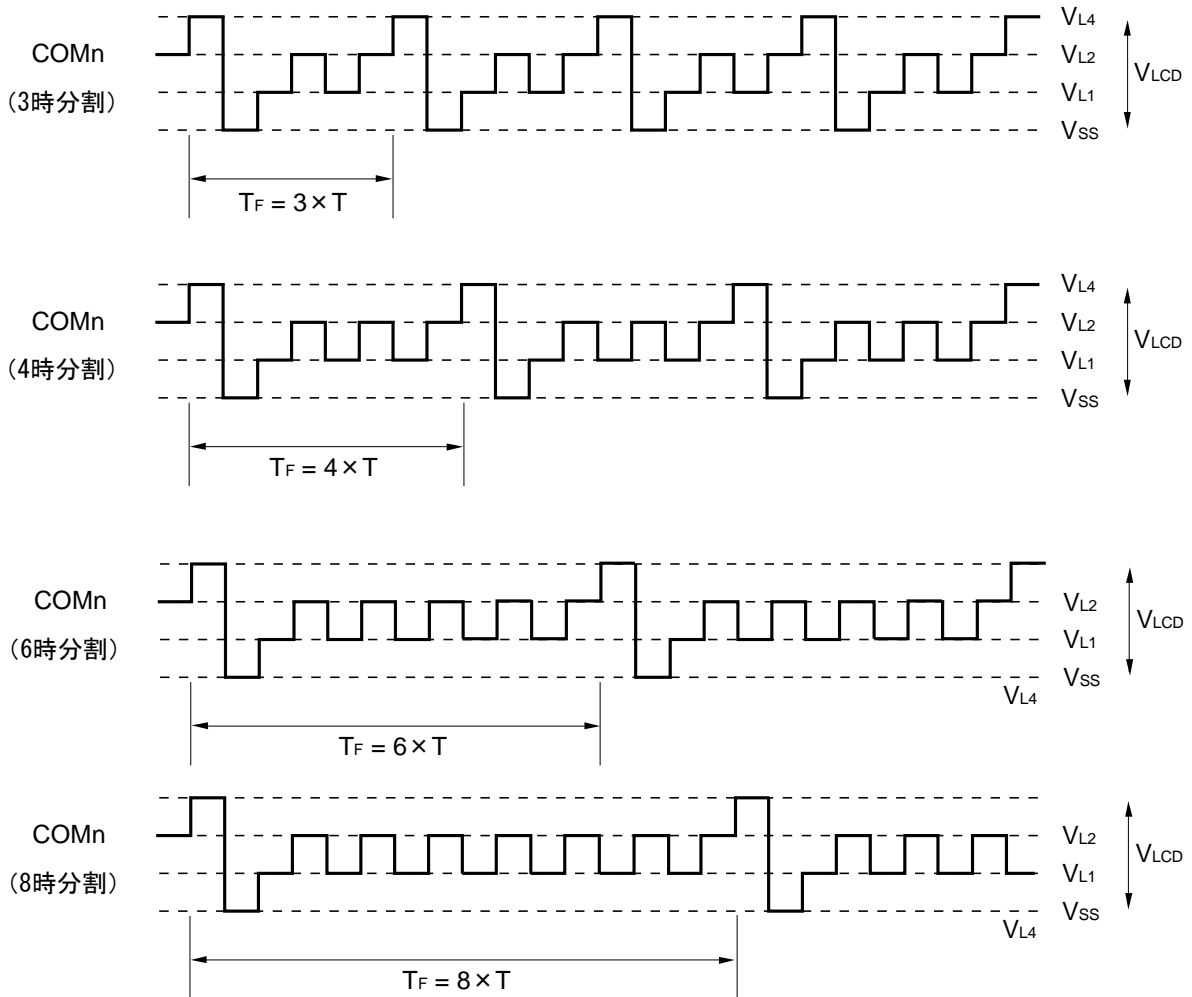 VL4
COMn
VL2
VLCD
(3時分割)
VL1
VSS
TF = 3×T
VL4
COMn
VL2
VLCD
(4時分割)
VL1
VSS
TF = 4×T
COMn
VL2
VLCD
(6時分割)
VL1
VSS
VL4
TF = 6×T
COMn
VL2
VLCD
(8時分割)
VL1
VSS
VL4
TF = 8×T